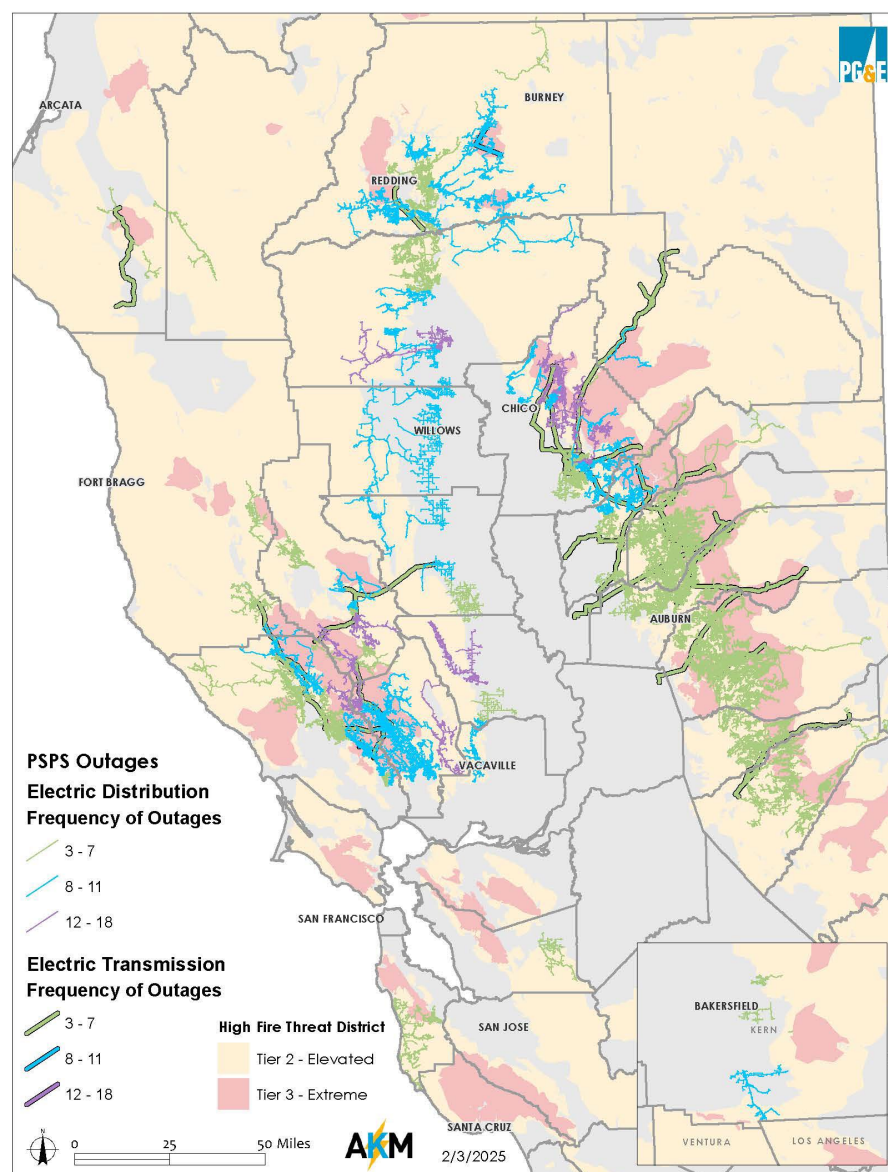 PG&E
ARCATA
BURNEY
REDDING
CHICO
WILLOWS
FORT BRAGG
AUBURN
VACAVILLE
SAN FRANCISCO
SAN JOSE
SANTA CRUZ
PSPS Outages
Electric Distribution
Frequency of Outages
3 - 7
8 - 11
12 - 18
Electric Transmission
Frequency of Outages
3 - 7
8 - 11
12 - 18
High Fire Threat District
Tier 2 - Elevated
Tier 3 - Extreme
BAKERSFIELD
KERN
VENTURA
LOS ANGELES
N
0 25 50 Miles
AKM
2/3/2025